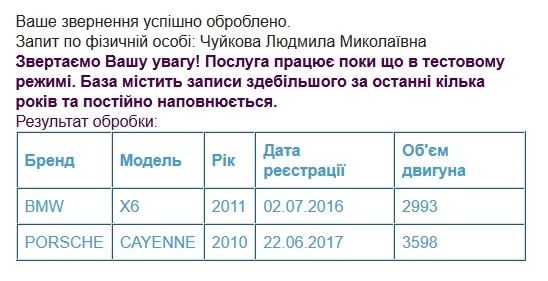 Ваше звернення успішно оброблено.
Запит по фізичній особі: Чуйкова Людмила Миколаївна
Звертаємо Вашу увагу! Послуга працює поки що в тестовому
режимі. База містить записи здебільшого за останні кілька
років та постійно наповнюється.
Результат обробки:
Бренд Модель Рік Дата реєстрації Об'єм двигуна
BMW X6 2011 02.07.2016 2993
PORSCHE CAYENNE 2010 22.06.2017 3598